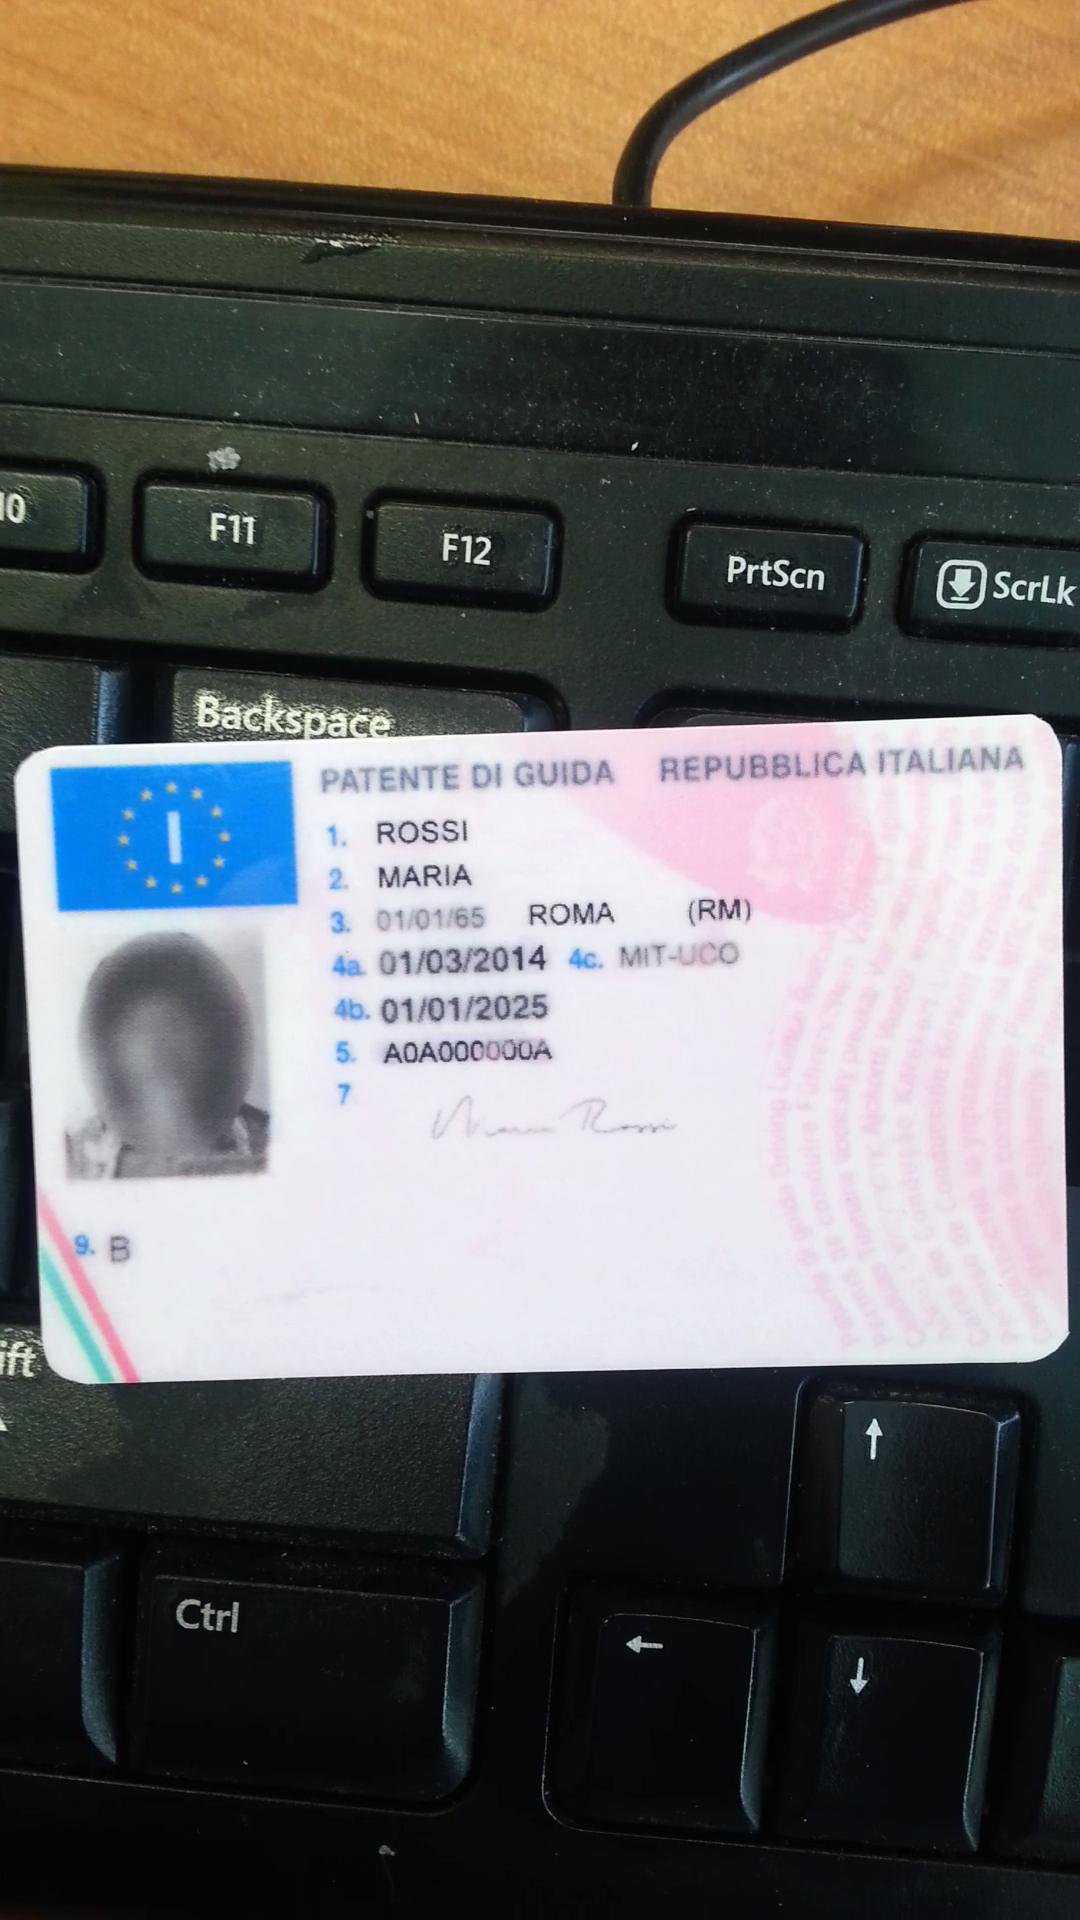 10 F11 F12 PrtScn ScrLk
Backspace
I
PATENTE DI GUIDA REPUBBLICA ITALIANA
1. ROSSI
2. MARIA
3. 01/01/65 ROMA (RM)
4a. 01/03/2014 4c. MIT-UCO
4b. 01/01/2025
5. A0A000000A
7
Maria Rossi
9. B
ift
Ctrl